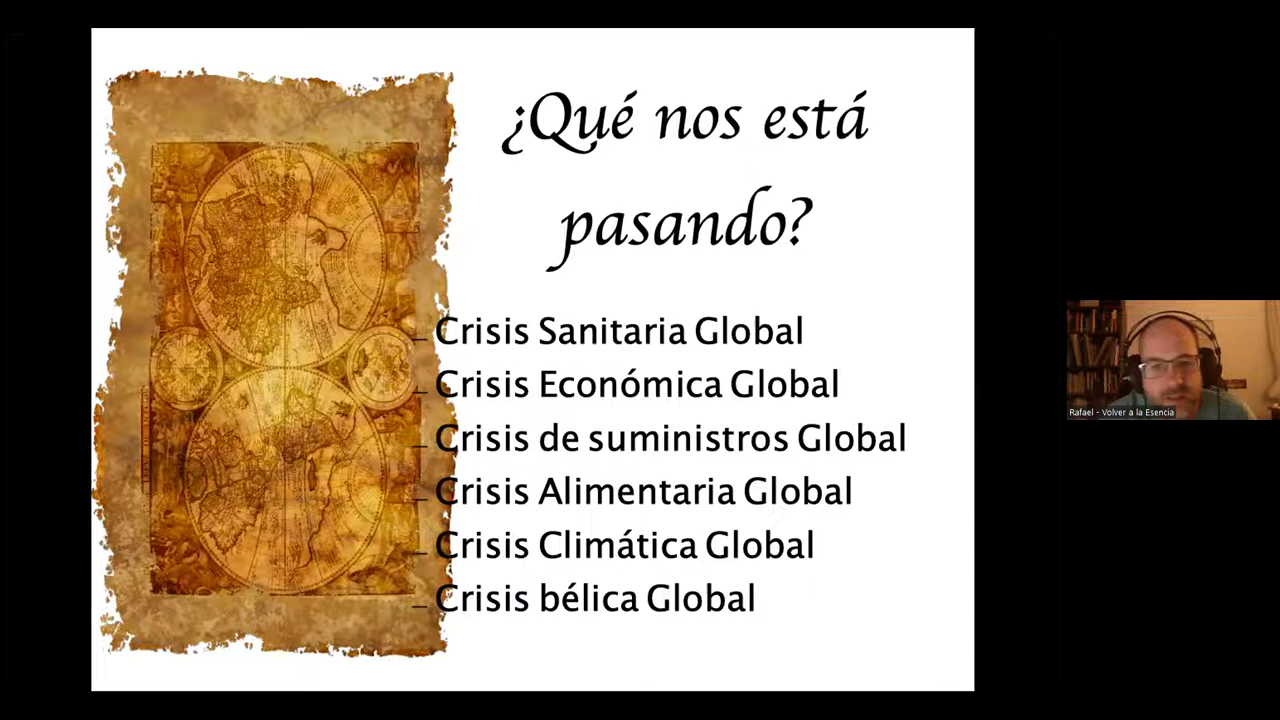 ¿Qué nos está
pasando?
– Crisis Sanitaria Global
– Crisis Económica Global
– Crisis de suministros Global
– Crisis Alimentaria Global
– Crisis Climática Global
– Crisis bélica Global
Rafael - Volver a la Esencia